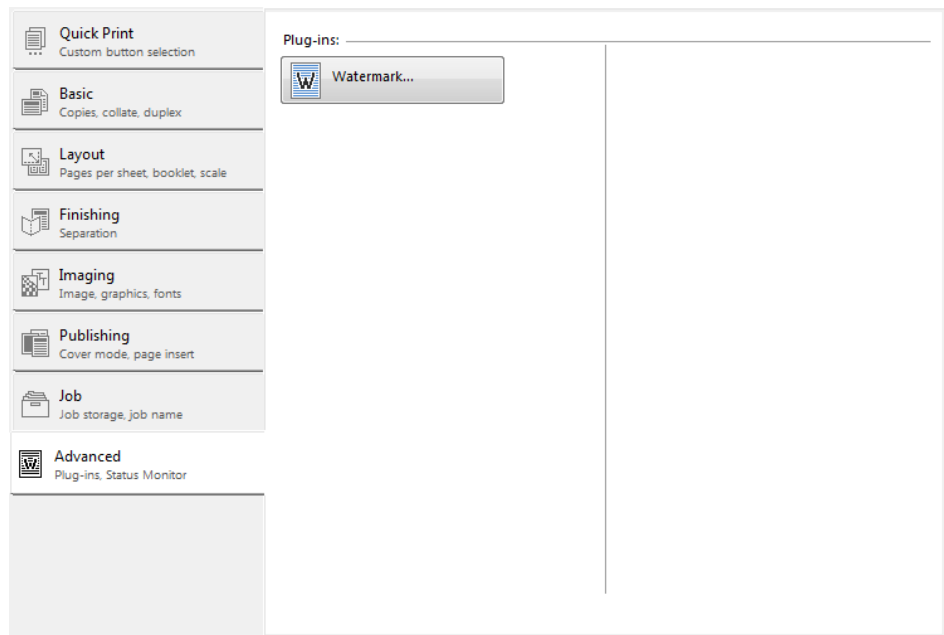 Quick Print
Custom button selection
Basic
Copies, collate, duplex
Layout
Pages per sheet, booklet, scale
Finishing
Separation
Imaging
Image, graphics, fonts
Publishing
Cover mode, page insert
Job
Job storage, job name
Advanced
Plug-ins, Status Monitor
Plug-ins:
Watermark...